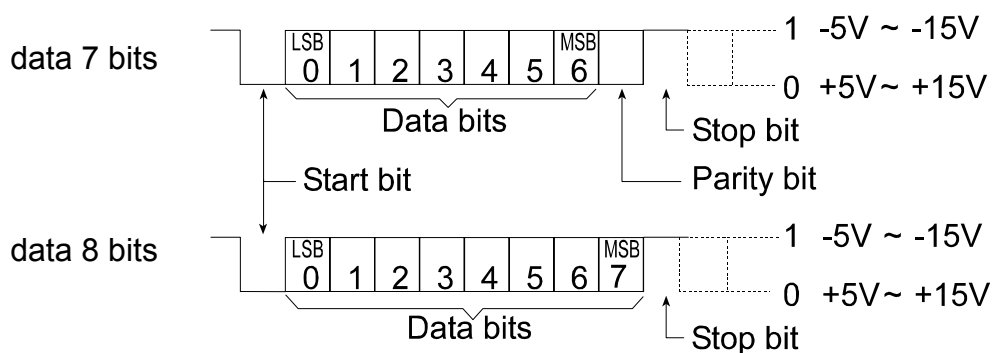 1 -5V ~ -15V
data 7 bits
LSB MSB
0 1 2 3 4 5 6
0 +5V~ +15V
Data bits
Stop bit
Start bit
Parity bit
data 8 bits
1 -5V ~ -15V
LSB MSB
0 1 2 3 4 5 6 7
0 +5V~ +15V
Data bits
Stop bit